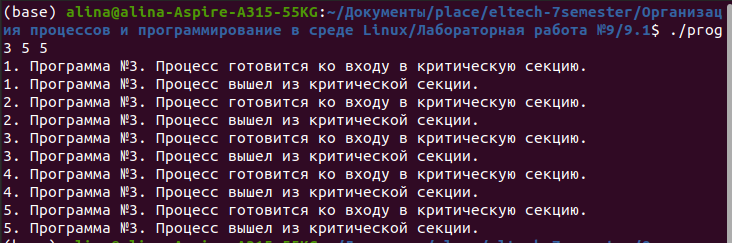 (base) alina@alina-Aspire-A315-55KG:~/Документы/place/eltech-7semester/Организац
ия процессов и программирование в среде Linux/Лабораторная работа №9/9.1$ ./prog
3 5 5
1. Программа №3. Процесс готовится ко входу в критическую секцию.
1. Программа №3. Процесс вышел из критической секции.
2. Программа №3. Процесс готовится ко входу в критическую секцию.
2. Программа №3. Процесс вышел из критической секции.
3. Программа №3. Процесс готовится ко входу в критическую секцию.
3. Программа №3. Процесс вышел из критической секции.
4. Программа №3. Процесс готовится ко входу в критическую секцию.
4. Программа №3. Процесс вышел из критической секции.
5. Программа №3. Процесс готовится ко входу в критическую секцию.
5. Программа №3. Процесс вышел из критической секции.